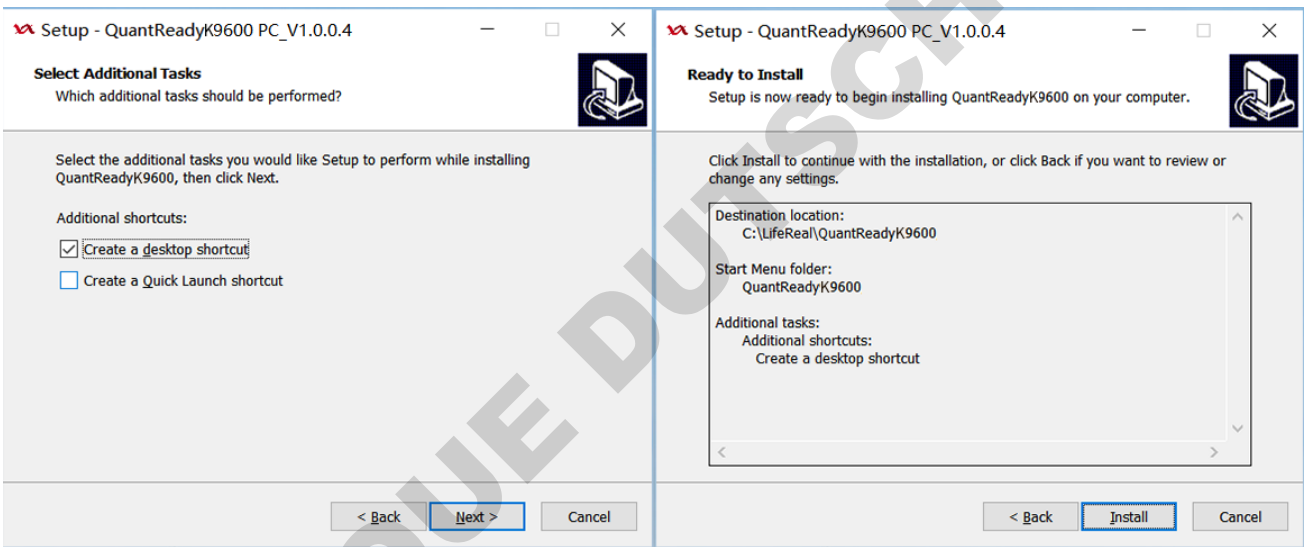 Setup - QuantReadyK9600 PC_V1.0.0.4
Select Additional Tasks
Which additional tasks should be performed?
Select the additional tasks you would like Setup to perform while installing
QuantReadyK9600, then click Next.
Additional shortcuts:
Create a desktop shortcut
Create a Quick Launch shortcut
< Back
Next >
Cancel
Setup - QuantReadyK9600 PC_V1.0.0.4
Ready to Install
Setup is now ready to begin installing QuantReadyK9600 on your computer.
Click Install to continue with the installation, or click Back if you want to review or
change any settings.
Destination location:
C:\LifeReal\QuantReadyK9600
Start Menu folder:
QuantReadyK9600
Additional tasks:
Additional shortcuts:
Create a desktop shortcut
< Back
Install
Cancel
UE DUTSCH